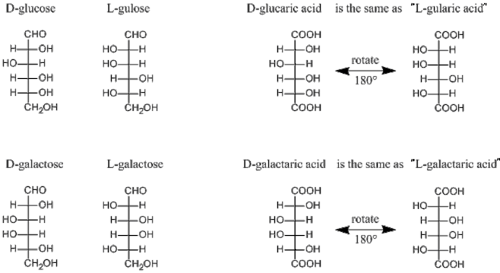 D-glucose L-gulose D-glucaric acid is the same as "L-gularic acid"
CHO CHO COOH COOH
H OH HO H H OH HO H
HO H HO H HO H rotate HO H
H OH H OH H OH 180° H OH
H OH HO H H OH HO H
CH₂OH CH₂OH COOH COOH
D-galactose L-galactose D-galactaric acid is the same as "L-galactaric acid"
CHO CHO COOH COOH
H OH HO H H OH HO H
HO H H OH HO H rotate H OH
HO H H OH HO H 180° H OH
H OH HO H H OH HO H
CH₂OH CH₂OH COOH COOH